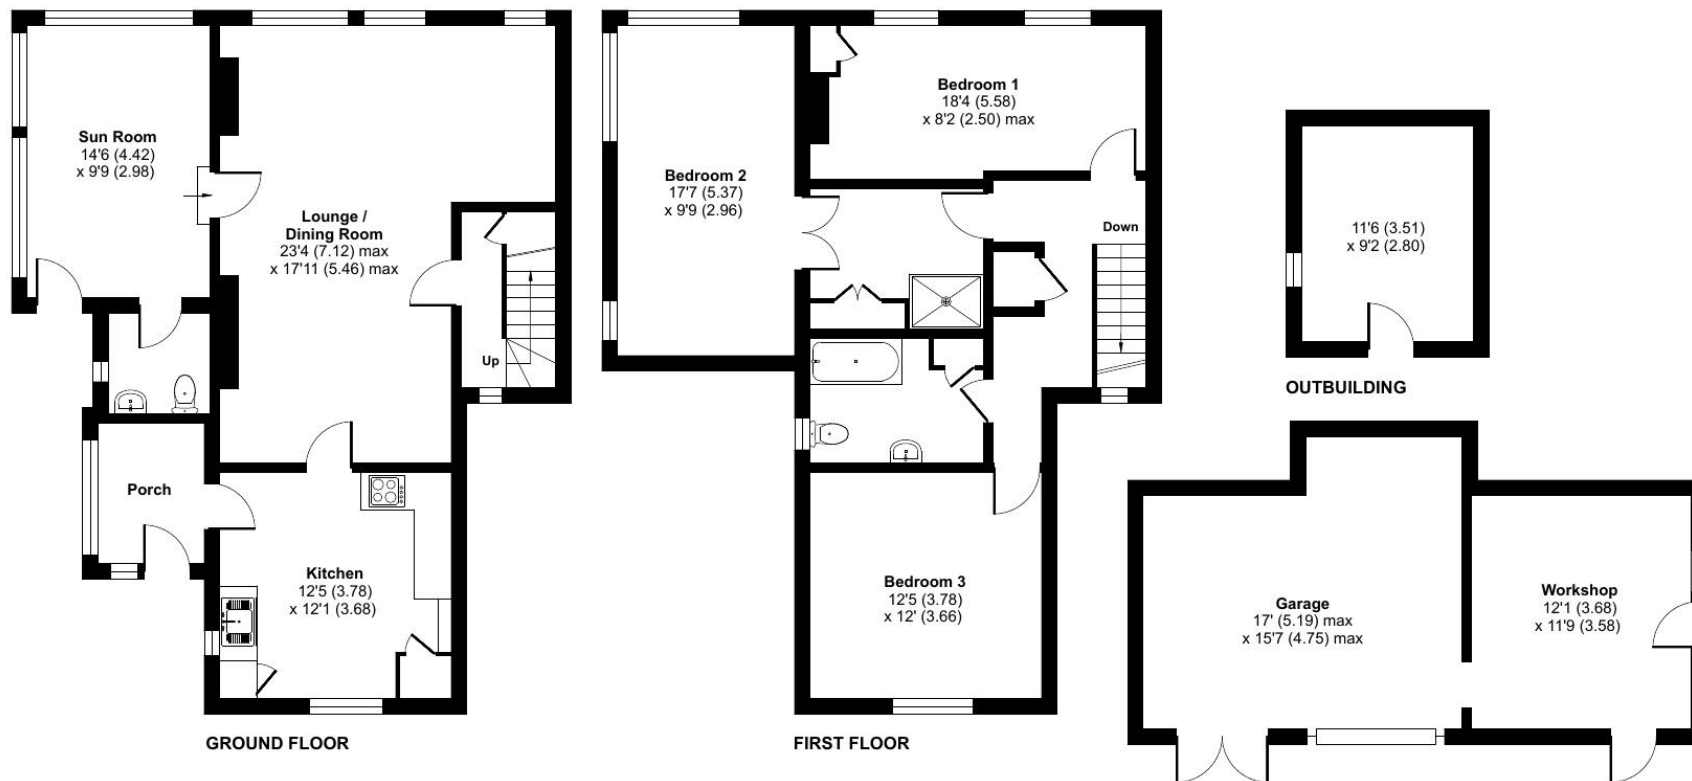 Sun Room
14'6 (4.42)
x 9'9 (2.98)
Lounge /
Dining Room
23'4 (7.12) max
x 17'11 (5.46) max
Up
Porch
Kitchen
12'5 (3.78)
x 12'1 (3.68)
GROUND FLOOR
Bedroom 1
18'4 (5.58)
x 8'2 (2.50) max
Bedroom 2
17'7 (5.37)
x 9'9 (2.96)
Down
Bedroom 3
12'5 (3.78)
x 12' (3.66)
FIRST FLOOR
11'6 (3.51)
x 9'2 (2.80)
OUTBUILDING
Garage
17' (5.19) max
x 15'7 (4.75) max
Workshop
12'1 (3.68)
x 11'9 (3.58)